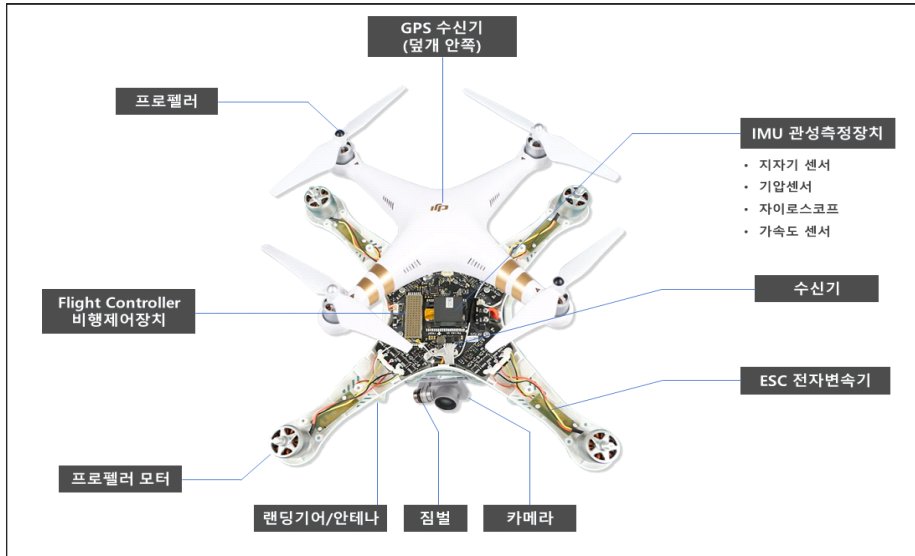 GPS 수신기
(덮개 안쪽)
프로펠러
IMU 관성측정장치
• 지자기 센서
• 기압센서
• 자이로스코프
• 가속도 센서
Flight Controller
비행제어장치
수신기
ESC 전자변속기
프로펠러 모터
랜딩기어/안테나
짐벌
카메라
dji